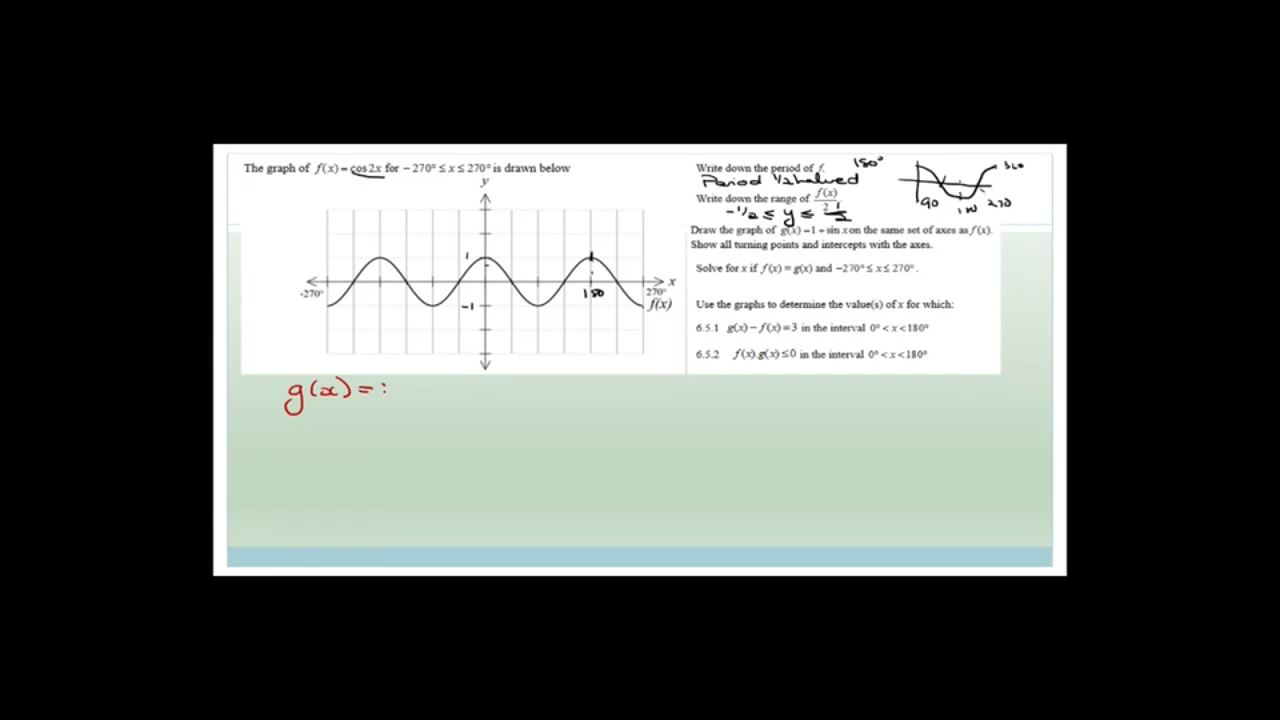 The graph of f(x) = cos 2x for − 270° ≤ x ≤ 270° is drawn below
y
1
-270°
x
180
270°
-1
f(x)
Write down the period of f. 180°
Period 1/2 halved
Write down the range of f(x)/2
-1/2 ≤ y ≤ 1/2
90 180 270 360
Draw the graph of g(x) = 1 + sin x on the same set of axes as f(x).
Show all turning points and intercepts with the axes.
Solve for x if f(x) = g(x) and −270° ≤ x ≤ 270°.
Use the graphs to determine the value(s) of x for which:
6.5.1 g(x) − f(x) = 3 in the interval 0° < x < 180°
6.5.2 f(x).g(x) ≤ 0 in the interval 0° < x < 180°
g(x) =